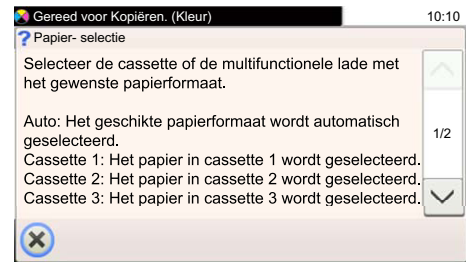 Gereed voor Kopiëren. (Kleur) 10:10
? Papier- selectie
Selecteer de cassette of de multifunctionele lade met
het gewenste papierformaat.
Auto: Het geschikte papierformaat wordt automatisch
geselecteerd.
1/2
Cassette 1: Het papier in cassette 1 wordt geselecteerd.
Cassette 2: Het papier in cassette 2 wordt geselecteerd.
Cassette 3: Het papier in cassette 3 wordt geselecteerd.